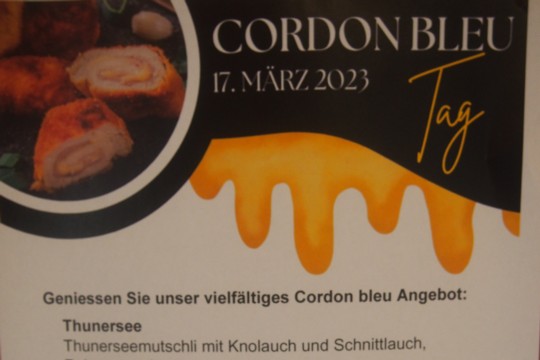 CORDON BLEU
17. MÄRZ 2023
Tag
Geniessen Sie unser vielfältiges Cordon bleu Angebot:
Thunersee
Thunerseemutschli mit Knolauch und Schnittlauch,